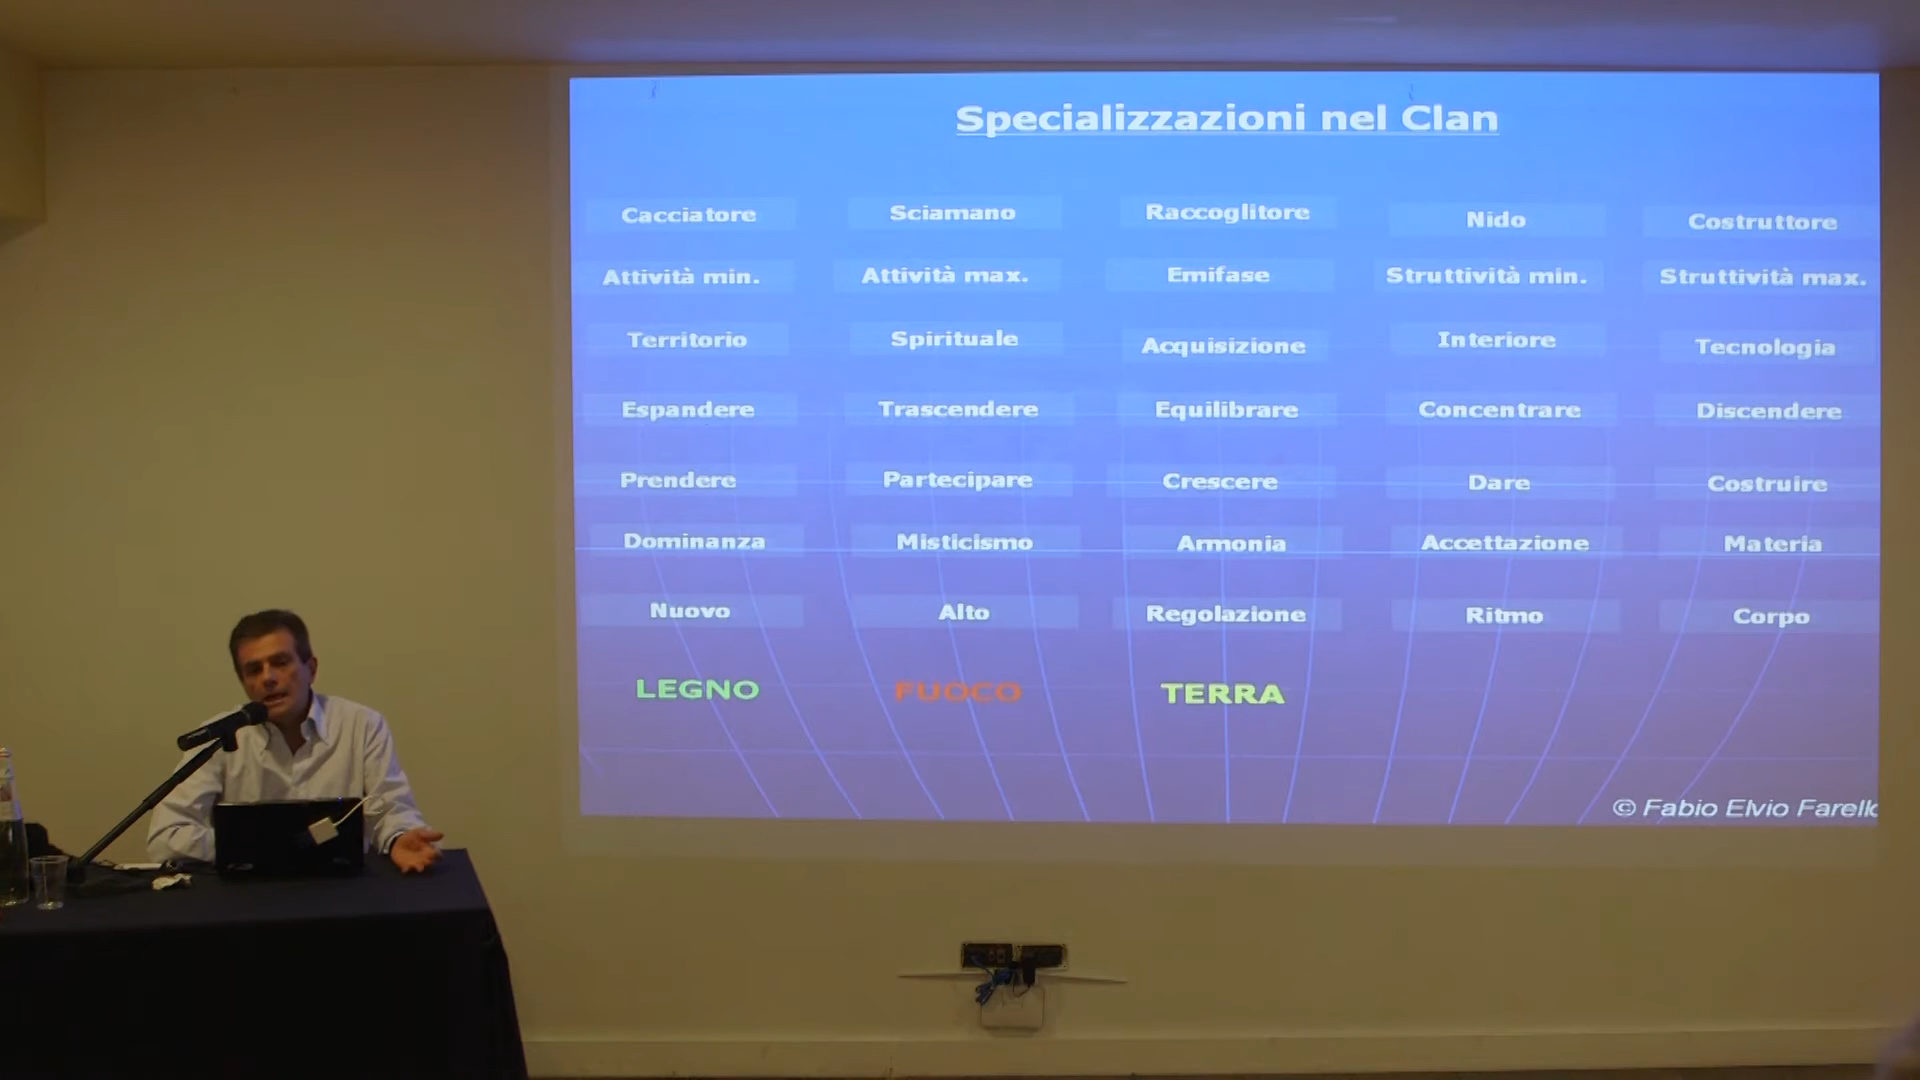 Specializzazioni nel Clan
Cacciatore Sciamano Raccoglitore Nido Costruttore
Attività min. Attività max. Emifase Struttività min. Struttività max.
Territorio Spirituale Acquisizione Interiore Tecnologia
Espandere Trascendere Equilibrare Concentrare Discendere
Prendere Partecipare Crescere Dare Costruire
Dominanza Misticismo Armonia Accettazione Materia
Nuovo Alto Regolazione Ritmo Corpo
LEGNO FUOCO TERRA
© Fabio Elvio Farello